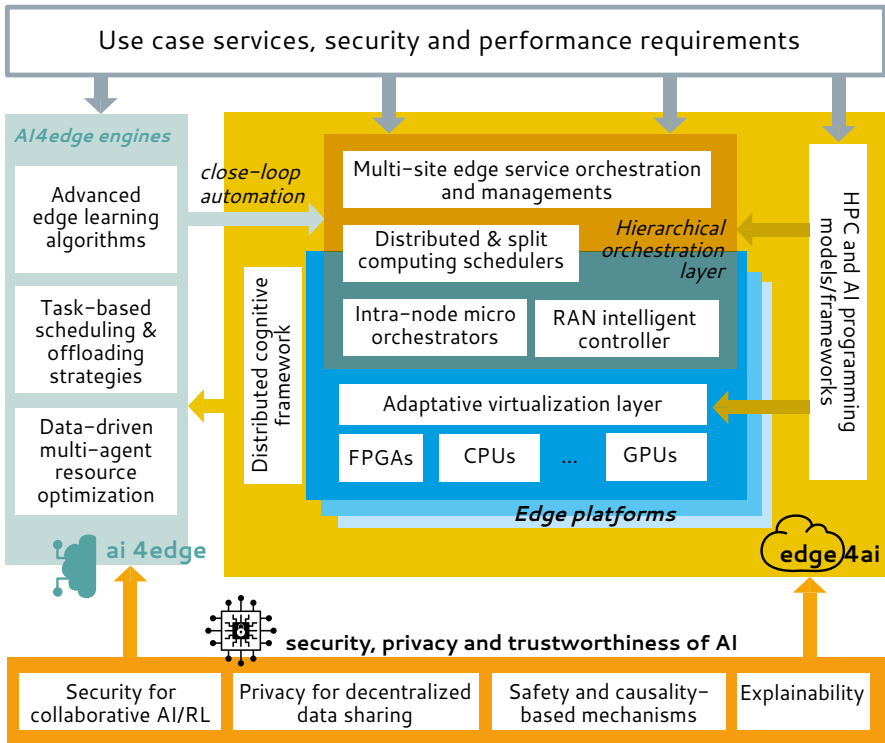 Use case services, security and performance requirements
AI4edge engines
Advanced
edge learning
algorithms
Task-based
scheduling &
offloading
strategies
Data-driven
multi-agent
resource
optimization
ai 4edge
close-loop
automation
Distributed cognitive
framework
Multi-site edge service orchestration
and managements
Distributed & split
computing schedulers
Hierarchical
orchestration
layer
Intra-node micro
orchestrators
RAN intelligent
controller
Adaptative virtualization layer
FPGAs
CPUs
...
GPUs
Edge platforms
HPC and AI programming
models/frameworks
edge 4ai
security, privacy and trustworthiness of AI
Security for
collaborative AI/RL
Privacy for decentralized
data sharing
Safety and causality-
based mechanisms
Explainability